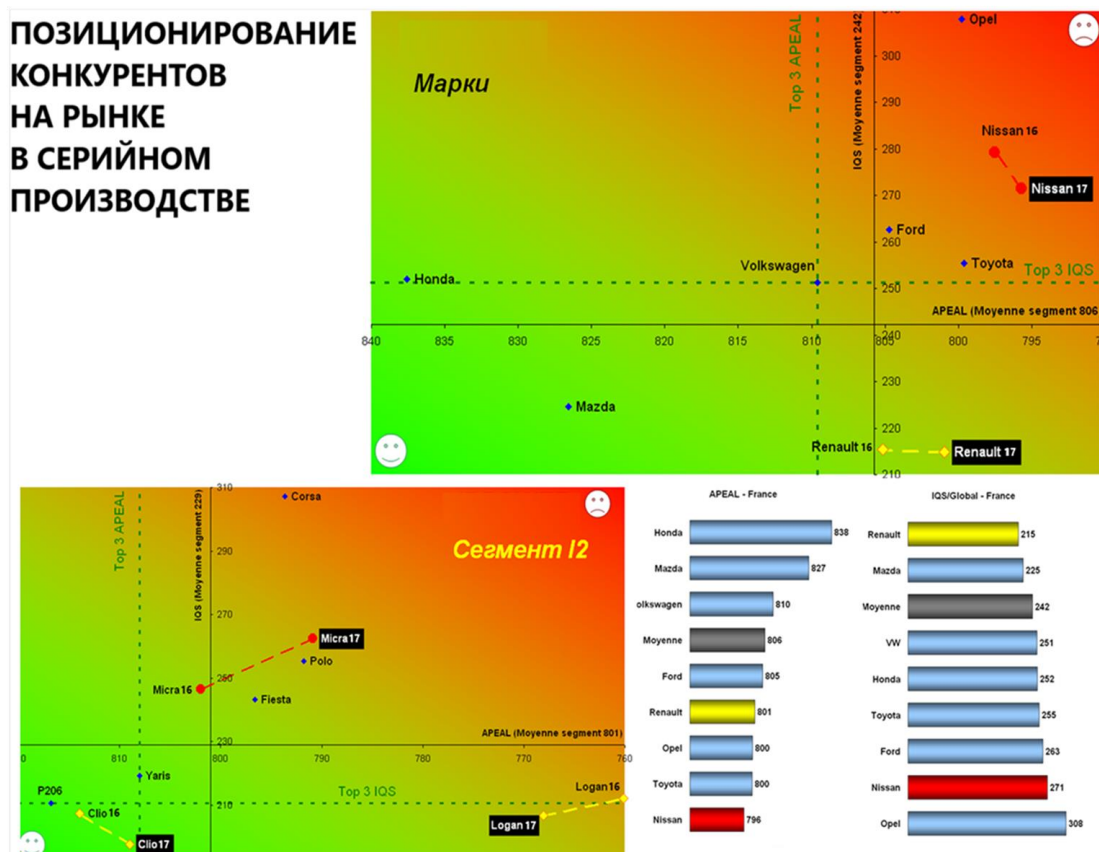 ПОЗИЦИОНИРОВАНИЕ
КОНКУРЕНТОВ
НА РЫНКЕ
В СЕРИЙНОМ
ПРОИЗВОДСТВЕ
Марки
Top 3 APEAL
IQS (Moyenne segment 242)
310
300
290
280
270
260
250
240
230
220
210
Opel
Nissan 16
Nissan 17
Ford
Toyota
Volkswagen
Honda
Top 3 IQS
APEAL (Moyenne segment 806
840
835
830
825
820
815
810
805
800
795
Mazda
Renault 16
Renault 17
Сегмент I2
Top 3 APEAL
IQS (Moyenne segment 229)
310
290
270
250
230
210
Corsa
Micra17
Polo
Micra16
Fiesta
APEAL (Moyenne segment 801)
810
800
790
780
770
760
Yaris
P206
Top 3 IQS
Logan16
Clio16
Logan 17
Clio17
APEAL - France
Honda 838
Mazda 827
olkswagen 810
Moyenne 806
Ford 805
Renault 801
Opel 800
Toyota 800
Nissan 796
IQS/Global - France
Renault 215
Mazda 225
Moyenne 242
VW 251
Honda 252
Toyota 255
Ford 263
Nissan 271
Opel 308